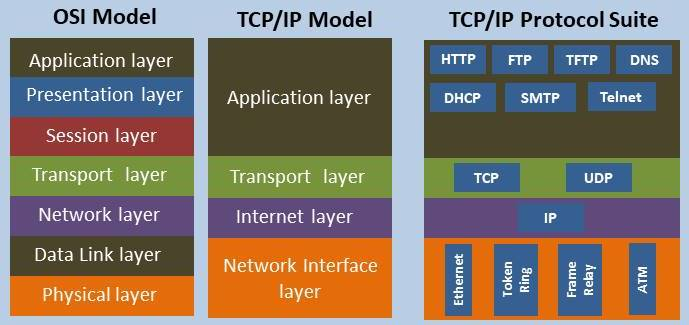 OSI Model
Application layer
Presentation layer
Session layer
Transport layer
Network layer
Data Link layer
Physical layer
TCP/IP Model
Application layer
Transport layer
Internet layer
Network Interface
layer
TCP/IP Protocol Suite
HTTP FTP TFTP DNS
DHCP SMTP Telnet
TCP UDP
IP
Ethernet
Token
Ring
Frame
Relay
ATM